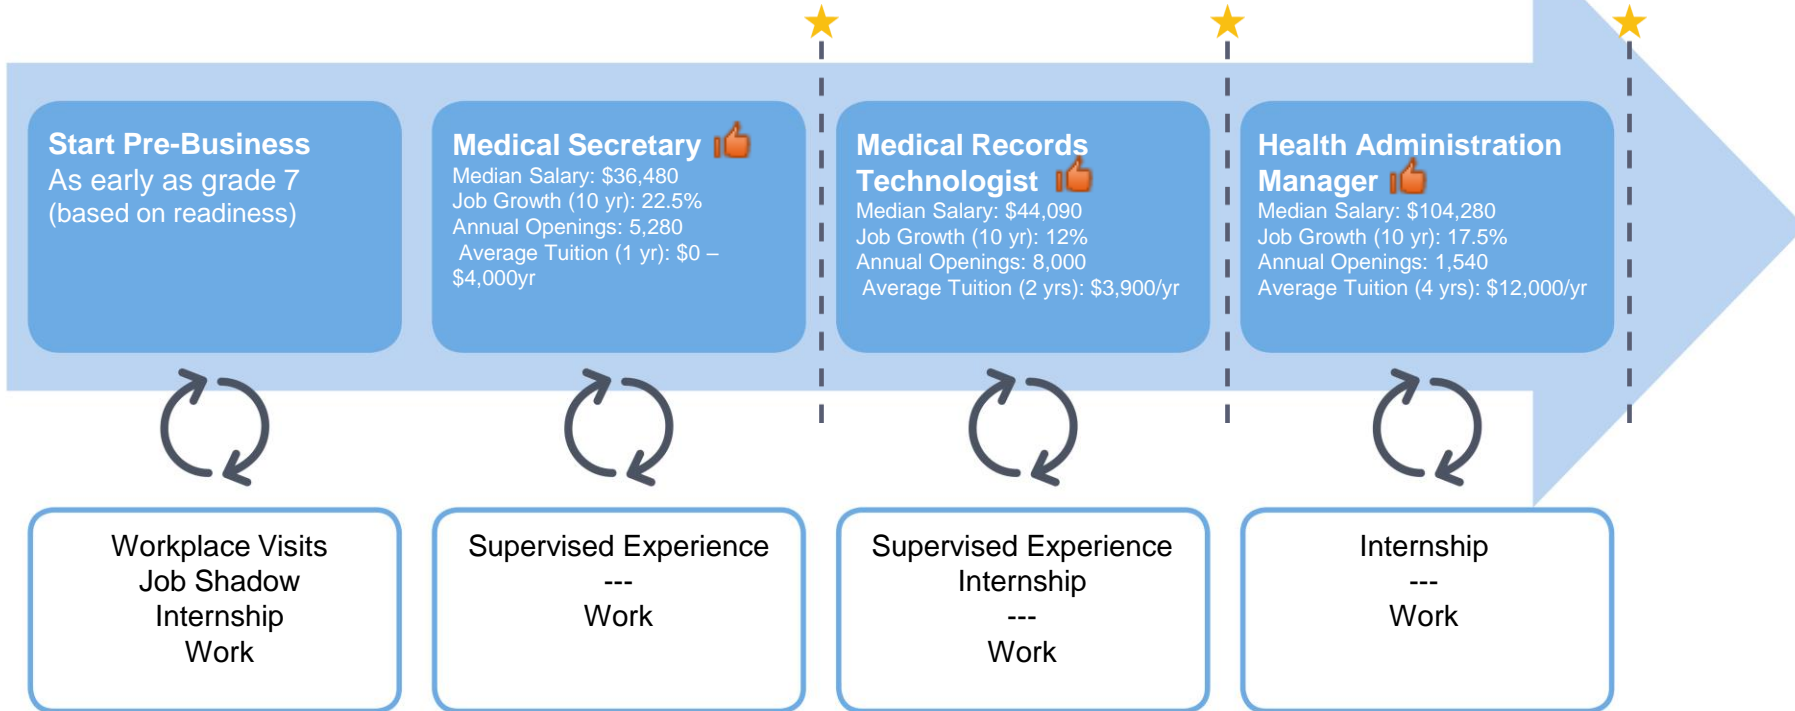 Start Pre-Business
As early as grade 7
(based on readiness)
Medical Secretary
Median Salary: $36,480
Job Growth (10 yr): 22.5%
Annual Openings: 5,280
Average Tuition (1 yr): $0 –
$4,000yr
Medical Records
Technologist
Median Salary: $44,090
Job Growth (10 yr): 12%
Annual Openings: 8,000
Average Tuition (2 yrs): $3,900/yr
Health Administration
Manager
Median Salary: $104,280
Job Growth (10 yr): 17.5%
Annual Openings: 1,540
Average Tuition (4 yrs): $12,000/yr
Workplace Visits
Job Shadow
Internship
Work
Supervised Experience
---
Work
Supervised Experience
Internship
---
Work
Internship
---
Work